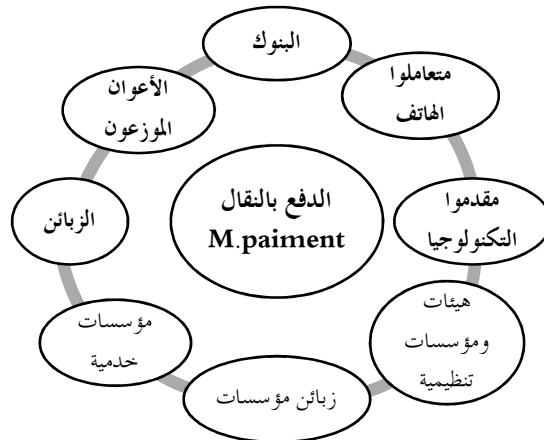 البنوك
متعاملوا
الهاتف
مقدموا
التكنولوجيا
هيئات
ومؤسسات
تنظيمية
زبائن مؤسسات
مؤسسات
خدمية
الزبائن
الأعوان
الموزعون
الدفع بالنقال
M.paiment